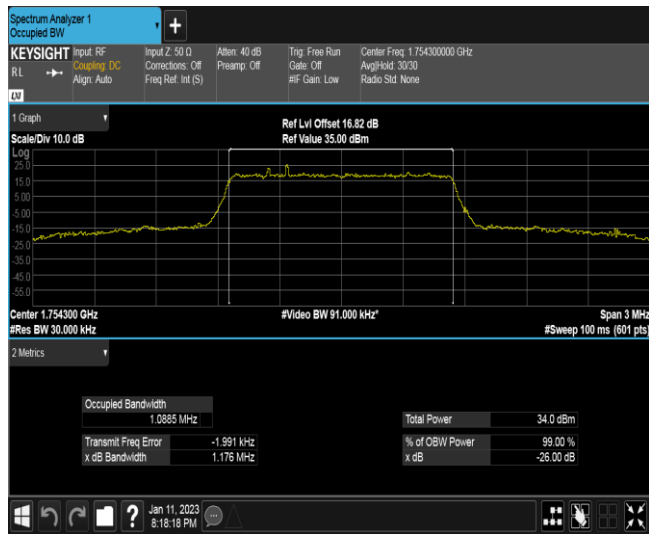 Spectrum Analyzer 1
Occupied BW
+
KEYSIGHT
RL
LXI
Input: RF
Coupling: DC
Align: Auto
Input Z: 50 Ω
Corrections: Off
Freq Ref: Int (S)
Atten: 40 dB
Preamp: Off
Trig: Free Run
Gate: Off
#IF Gain: Low
Center Freq: 1.754300000 GHz
Avg|Hold: 30/30
Radio Std: None
1 Graph
Scale/Div 10.0 dB
Ref Lvl Offset 16.82 dB
Ref Value 35.00 dBm
Log
25.0
15.0
5.00
-5.00
-15.0
-25.0
-35.0
-45.0
-55.0
Center 1.754300 GHz
#Res BW 30.000 kHz
#Video BW 91.000 kHz*
Span 3 MHz
#Sweep 100 ms (601 pts)
2 Metrics
Occupied Bandwidth
1.0885 MHz
Transmit Freq Error -1.991 kHz
x dB Bandwidth 1.176 MHz
Total Power 34.0 dBm
% of OBW Power 99.00 %
x dB -26.00 dB
?
Jan 11, 2023
8:18:18 PM